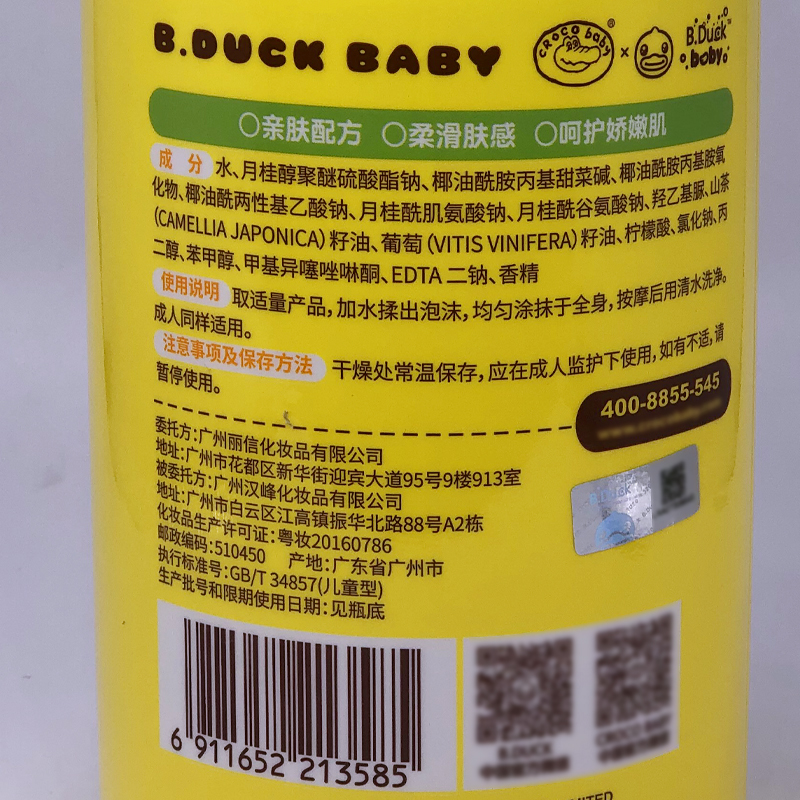 B.DUCK BABY
CROCO baby® × B.Duck baby™
○亲肤配方 ○柔滑肤感 ○呵护娇嫩肌
成 分 水、月桂醇聚醚硫酸酯钠、椰油酰胺丙基甜菜碱、椰油酰胺丙基胺氧
化物、椰油酰两性基乙酸钠、月桂酰肌氨酸钠、月桂酰谷氨酸钠、羟乙基脲、山茶
(CAMELLIA JAPONICA)籽油、葡萄(VITIS VINIFERA)籽油、柠檬酸、氯化钠、丙
二醇、苯甲醇、甲基异噻唑啉酮、EDTA 二钠、香精
使用说明 取适量产品，加水揉出泡沫，均匀涂抹于全身，按摩后用清水洗净。
成人同样适用。
注意事项及保存方法 干燥处常温保存，应在成人监护下使用，如有不适，请
暂停使用。
400-8855-545
委托方：广州丽信化妆品有限公司
地址：广州市花都区新华街迎宾大道95号9楼913室
被委托方：广州汉峰化妆品有限公司
地址：广州市白云区江高镇振华北路88号A2栋
化妆品生产许可证：粤妆20160786
邮政编码：510450 产地：广东省广州市
执行标准号：GB/T 34857(儿童型)
生产批号和限期使用日期：见瓶底
B.Duck
6 911652 213585
B.DUCK
CROCO BABY